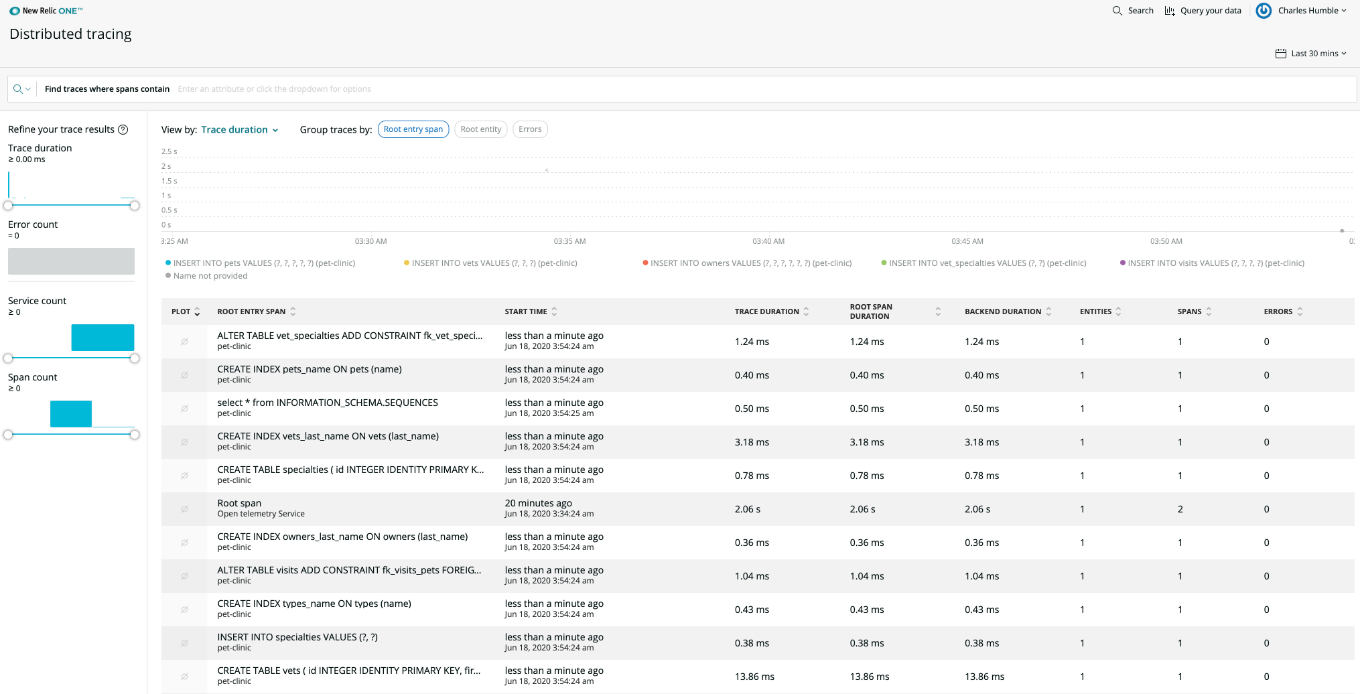 New Relic ONE™
Search Query your data Charles Humble
Distributed tracing
Last 30 mins
Find traces where spans contain Enter an attribute or click the dropdown for options
Refine your trace results ?
Trace duration
≥ 0.00 ms
Error count
= 0
Service count
≥ 0
Span count
≥ 0
View by: Trace duration Group traces by: Root entry span Root entity Errors
2.5 s
2 s
1.5 s
1 s
0.5 s
0 s
3:25 AM 03:30 AM 03:35 AM 03:40 AM 03:45 AM 03:50 AM 03
INSERT INTO pets VALUES (?, ?, ?, ?, ?) (pet-clinic) INSERT INTO vets VALUES (?, ?, ?) (pet-clinic) INSERT INTO owners VALUES (?, ?, ?, ?, ?, ?) (pet-clinic) INSERT INTO vet_specialties VALUES (?, ?) (pet-clinic) INSERT INTO visits VALUES (?, ?, ?, ?) (pet-clinic)
Name not provided
PLOT ROOT ENTRY SPAN START TIME TRACE DURATION ROOT SPAN DURATION BACKEND DURATION ENTITIES SPANS ERRORS
ALTER TABLE vet_specialties ADD CONSTRAINT fk_vet_speci... less than a minute ago 1.24 ms 1.24 ms 1.24 ms 1 1 0
pet-clinic Jun 18, 2020 3:54:24 am
CREATE INDEX pets_name ON pets (name) less than a minute ago 0.40 ms 0.40 ms 0.40 ms 1 1 0
pet-clinic Jun 18, 2020 3:54:24 am
select * from INFORMATION_SCHEMA.SEQUENCES less than a minute ago 0.50 ms 0.50 ms 0.50 ms 1 1 0
pet-clinic Jun 18, 2020 3:54:25 am
CREATE INDEX vets_last_name ON vets (last_name) less than a minute ago 3.18 ms 3.18 ms 3.18 ms 1 1 0
pet-clinic Jun 18, 2020 3:54:24 am
CREATE TABLE specialties ( id INTEGER IDENTITY PRIMARY K... less than a minute ago 0.78 ms 0.78 ms 0.78 ms 1 1 0
pet-clinic Jun 18, 2020 3:54:24 am
Root span 20 minutes ago 2.06 s 2.06 s 2.06 s 1 2 0
Open telemetry Service Jun 18, 2020 3:34:24 am
CREATE INDEX owners_last_name ON owners (last_name) less than a minute ago 0.36 ms 0.36 ms 0.36 ms 1 1 0
pet-clinic Jun 18, 2020 3:54:24 am
ALTER TABLE visits ADD CONSTRAINT fk_visits_pets FOREIG... less than a minute ago 1.04 ms 1.04 ms 1.04 ms 1 1 0
pet-clinic Jun 18, 2020 3:54:24 am
CREATE INDEX types_name ON types (name) less than a minute ago 0.43 ms 0.43 ms 0.43 ms 1 1 0
pet-clinic Jun 18, 2020 3:54:24 am
INSERT INTO specialties VALUES (?, ?) less than a minute ago 0.38 ms 0.38 ms 0.38 ms 1 1 0
pet-clinic Jun 18, 2020 3:54:24 am
CREATE TABLE vets ( id INTEGER IDENTITY PRIMARY KEY, fir... less than a minute ago 13.86 ms 13.86 ms 13.86 ms 1 1 0
pet-clinic Jun 18, 2020 3:54:24 am